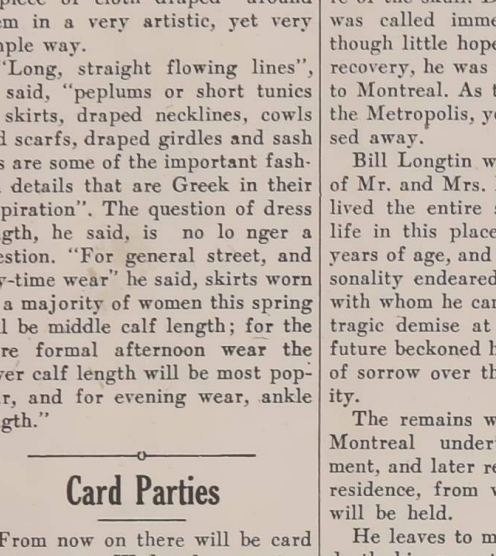 piece of cloth draped around
em in a very artistic, yet very
mple way.
"Long, straight flowing lines",
said, "peplums or short tunics
skirts, draped necklines, cowls
d scarfs, draped girdles and sash
s are some of the important fash-
details that are Greek in their
piration". The question of dress
gth, he said, is no lo nger a
estion. "For general street, and
y-time wear" he said, skirts worn
a majority of women this spring
l be middle calf length; for the
re formal afternoon wear the
ver calf length will be most pop-
r, and for evening wear, ankle
gth."
Card Parties
From now on there will be card
was called imme
though little hope
recovery, he was
to Montreal. As t
the Metropolis, ye
sed away.
Bill Longtin w
of Mr. and Mrs.
lived the entire s
life in this place
years of age, and
sonality endeared
with whom he can
tragic demise at
future beckoned h
of sorrow over th
ity.
The remains w
Montreal under
ment, and later re
residence, from w
will be held.
He leaves to m